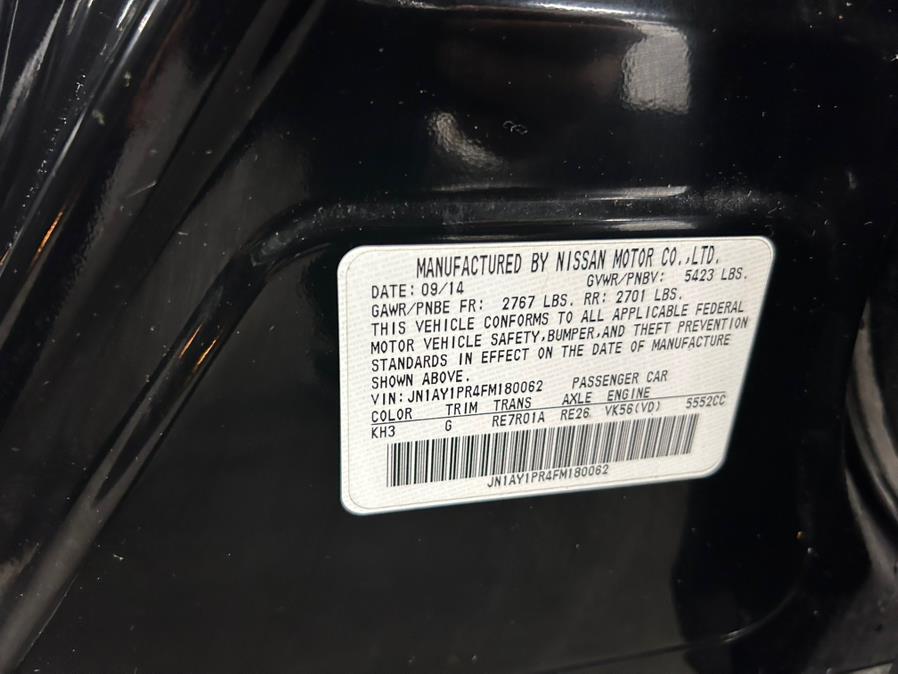 MANUFACTURED BY NISSAN MOTOR CO.,LTD.
DATE: 09/14 GVWR/PNBV: 5423 LBS.
GAWR/PNBE FR: 2767 LBS. RR: 2701 LBS.
THIS VEHICLE CONFORMS TO ALL APPLICABLE FEDERAL
MOTOR VEHICLE SAFETY,BUMPER,AND THEFT PREVENTION
STANDARDS IN EFFECT ON THE DATE OF MANUFACTURE
SHOWN ABOVE.
VIN: JN1AY1PR4FM180062 PASSENGER CAR
COLOR TRIM TRANS AXLE ENGINE
KH3 G RE7R01A RE26 VK56(VD) 5552CC
JN1AY1PR4FM180062